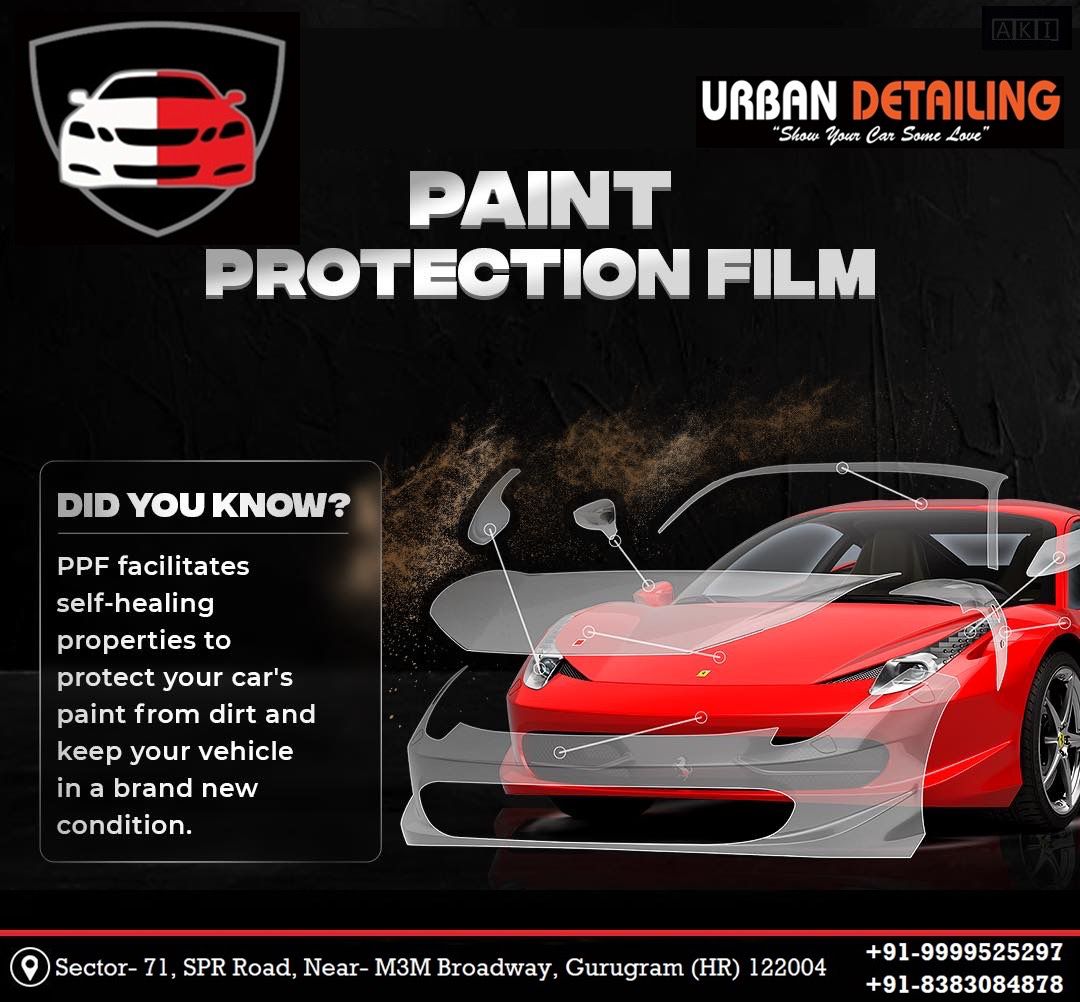 AKI
URBAN DETAILING
"Show Your Car Some Love"
PAINT
PROTECTION FILM
DID YOU KNOW?
PPF facilitates
self-healing
properties to
protect your car's
paint from dirt and
keep your vehicle
in a brand new
condition.
Sector- 71, SPR Road, Near- M3M Broadway, Gurugram (HR) 122004
+91-9999525297
+91-8383084878